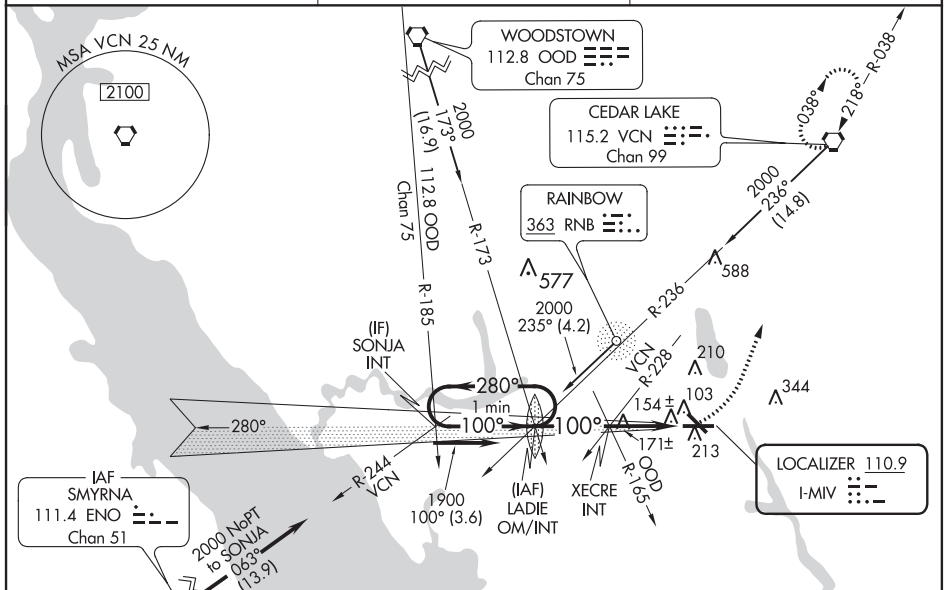 MSA VCN 25 NM
2100
WOODSTOWN
112.8 OOD
Chan 75
R-038
038°
218°
CEDAR LAKE
115.2 VCN
Chan 99
2000
173°
(16.9)
112.8 OOD
Chan 75
R-173
R-185
RAINBOW
363 RNB
2000
236°
(14.8)
588
577
R-236
2000
235° (4.2)
(IF)
SONJA
INT
VCN
R-228
210
344
280°
1 min
103
154 ±
280°
100°
100°
171±
213
R-244
VCN
OOD
R-165
LOCALIZER 110.9
I-MIV
IAF
SMYRNA
111.4 ENO
Chan 51
1900
100° (3.6)
(IAF)
LADIE
OM/INT
XECRE
INT
2000 NoPT
to SONJA
063°
(13.9)